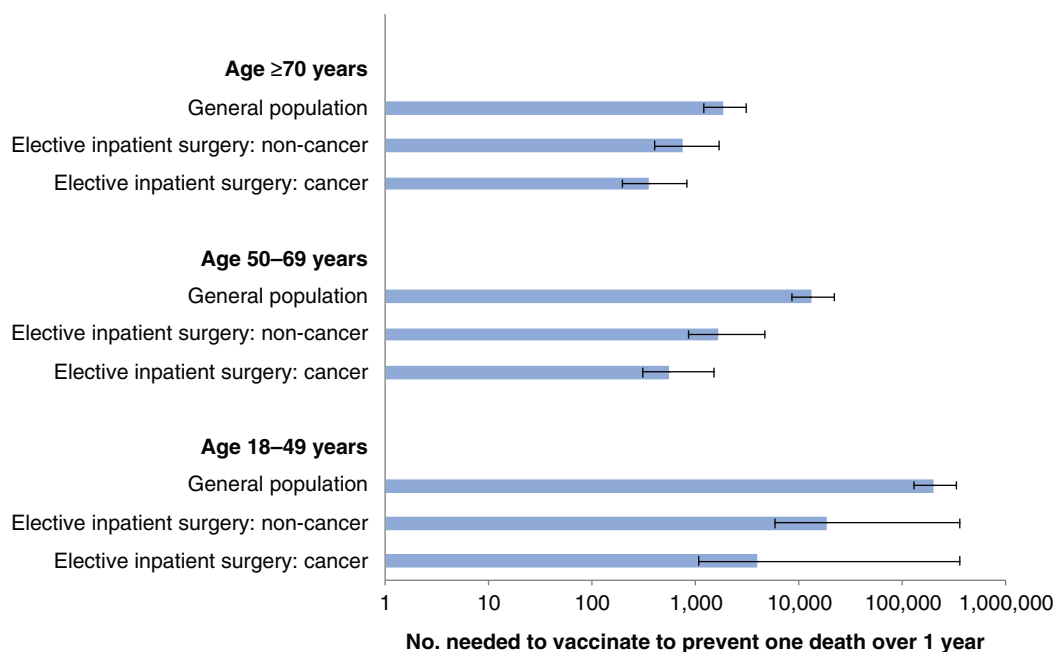 Age ≥70 years
General population
Elective inpatient surgery: non-cancer
Elective inpatient surgery: cancer
Age 50–69 years
General population
Elective inpatient surgery: non-cancer
Elective inpatient surgery: cancer
Age 18–49 years
General population
Elective inpatient surgery: non-cancer
Elective inpatient surgery: cancer
1 10 100 1,000 10,000 100,000 1,000,000
No. needed to vaccinate to prevent one death over 1 year